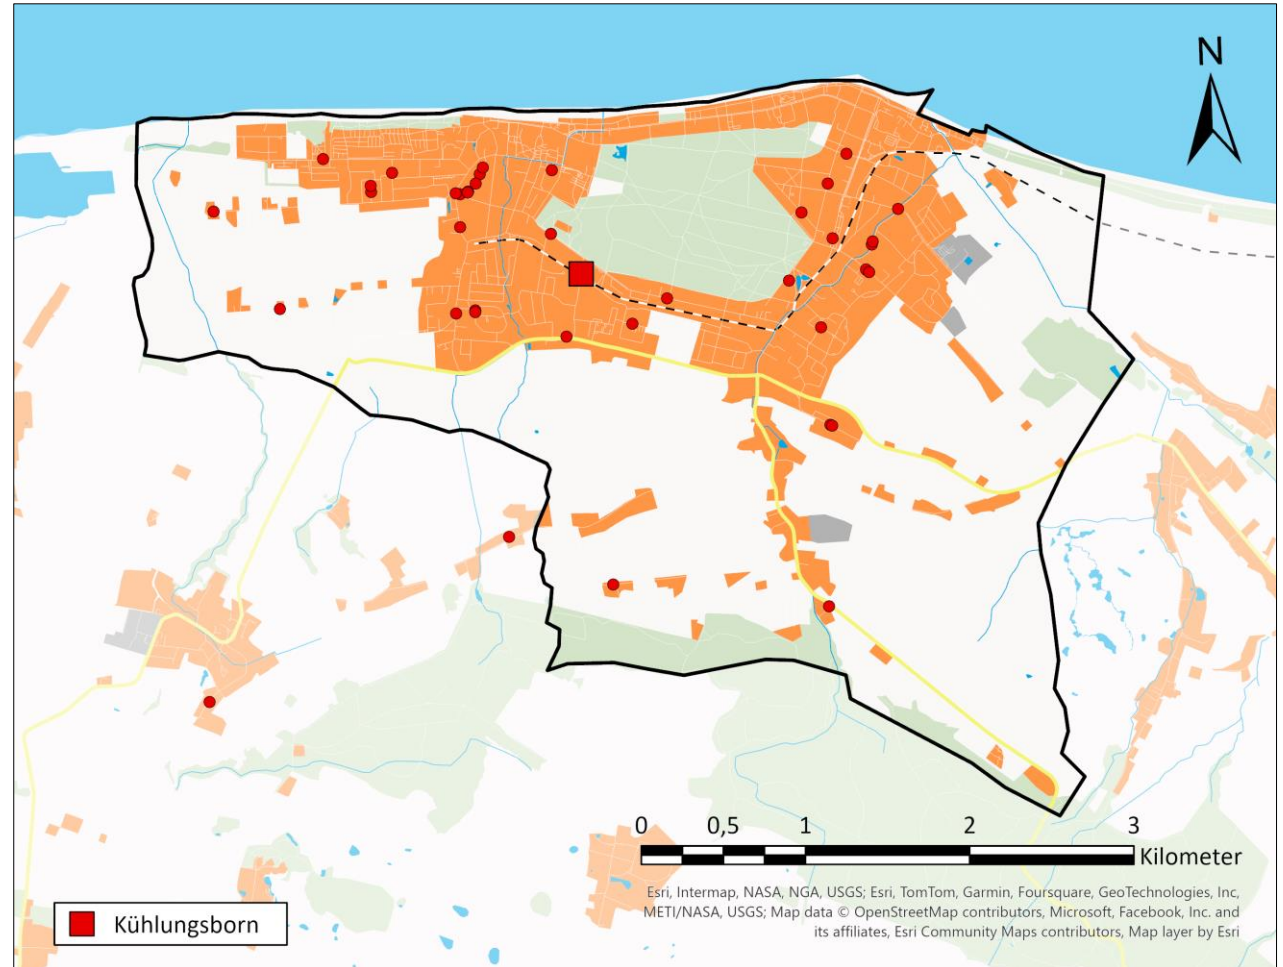 N
0 0,5 1 2 3
Kilometer
Esri, Intermap, NASA, NGA, USGS; Esri, TomTom, Garmin, Foursquare, GeoTechnologies, Inc,
METI/NASA, USGS; Map data © OpenStreetMap contributors, Microsoft, Facebook, Inc. and
its affiliates, Esri Community Maps contributors, Map layer by Esri
Kühlungsborn